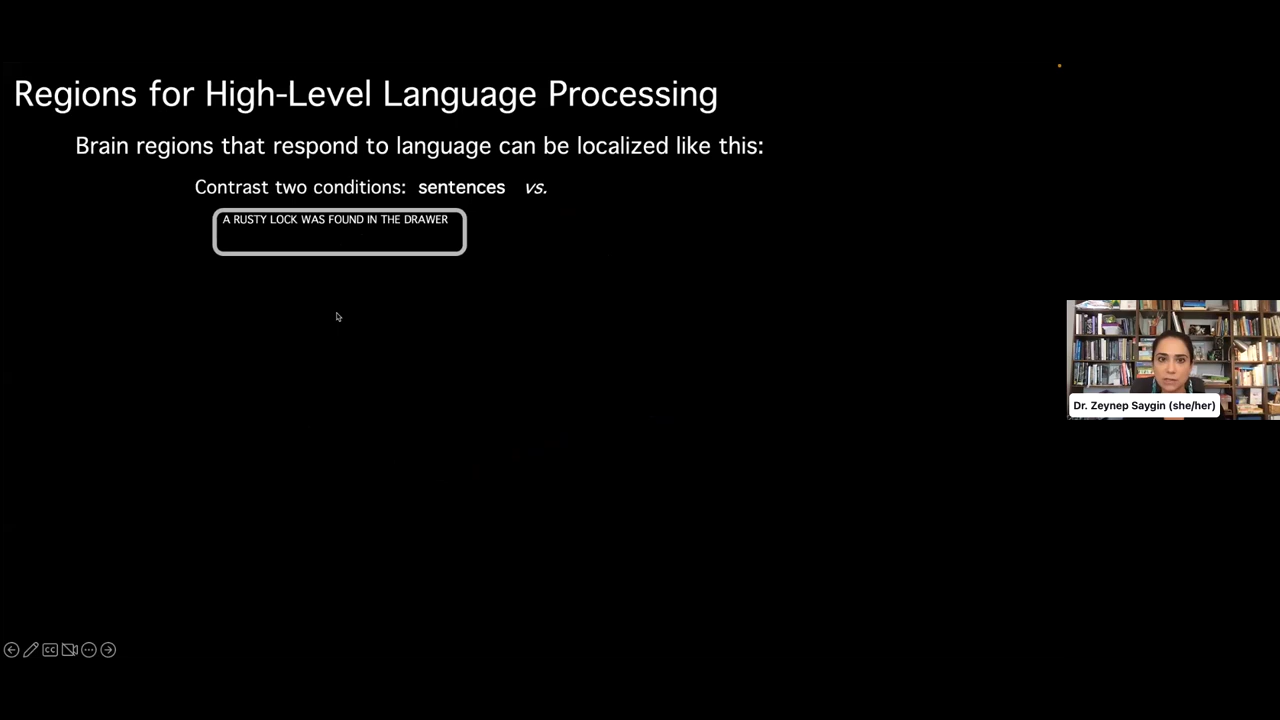 Regions for High-Level Language Processing
Brain regions that respond to language can be localized like this:
Contrast two conditions: sentences vs.
A RUSTY LOCK WAS FOUND IN THE DRAWER
Dr. Zeynep Saygin (she/her)
CC